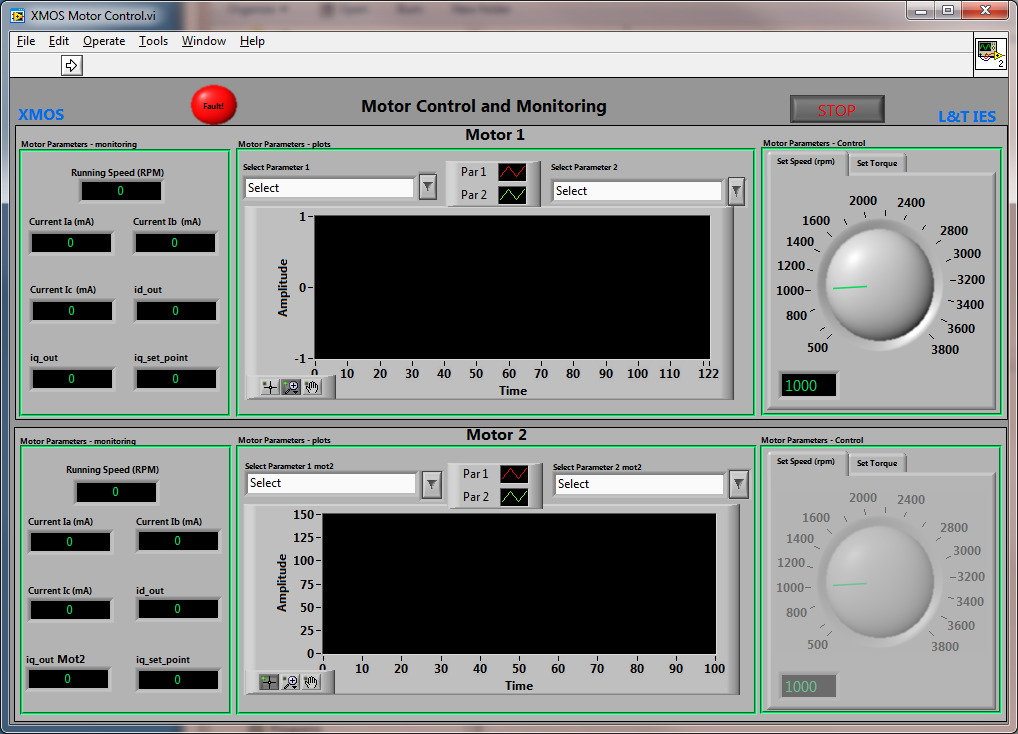 XMOS Motor Control.vi
File Edit Operate Tools Window Help
2
XMOS
Fault!
Motor Control and Monitoring
STOP
L&T IES
Motor 1
Motor Parameters - monitoring
Running Speed (RPM)
0
Current Ia (mA) Current Ib (mA)
0 0
Current Ic (mA) id_out
0 0
iq_out iq_set_point
0 0
Motor Parameters - plots
Select Parameter 1
Select
Par 1
Par 2
Select Parameter 2
Select
Amplitude
1
0
-1
0 10 20 30 40 50 60 70 80 90 100 110 122
Time
Motor Parameters - Control
Set Speed (rpm) Set Torque
500
800
1000
1200
1400
1600
2000
2400
2800
3000
3200
3400
3600
3800
1000
Motor 2
Motor Parameters - monitoring
Running Speed (RPM)
0
Current Ia (mA) Current Ib (mA)
0 0
Current Ic (mA) id_out
0 0
iq_out Mot2 iq_set_point
0 0
Motor Parameters - plots
Select Parameter 1 mot2
Select
Par 1
Par 2
Select Parameter 2 mot2
Select
Amplitude
150
125
100
75
50
25
0
0 10 20 30 40 50 60 70 80 90 100
Time
Motor Parameters - Control
Set Speed (rpm) Set Torque
500
800
1000
1200
1400
1600
2000
2400
2800
3000
3200
3400
3600
3800
1000